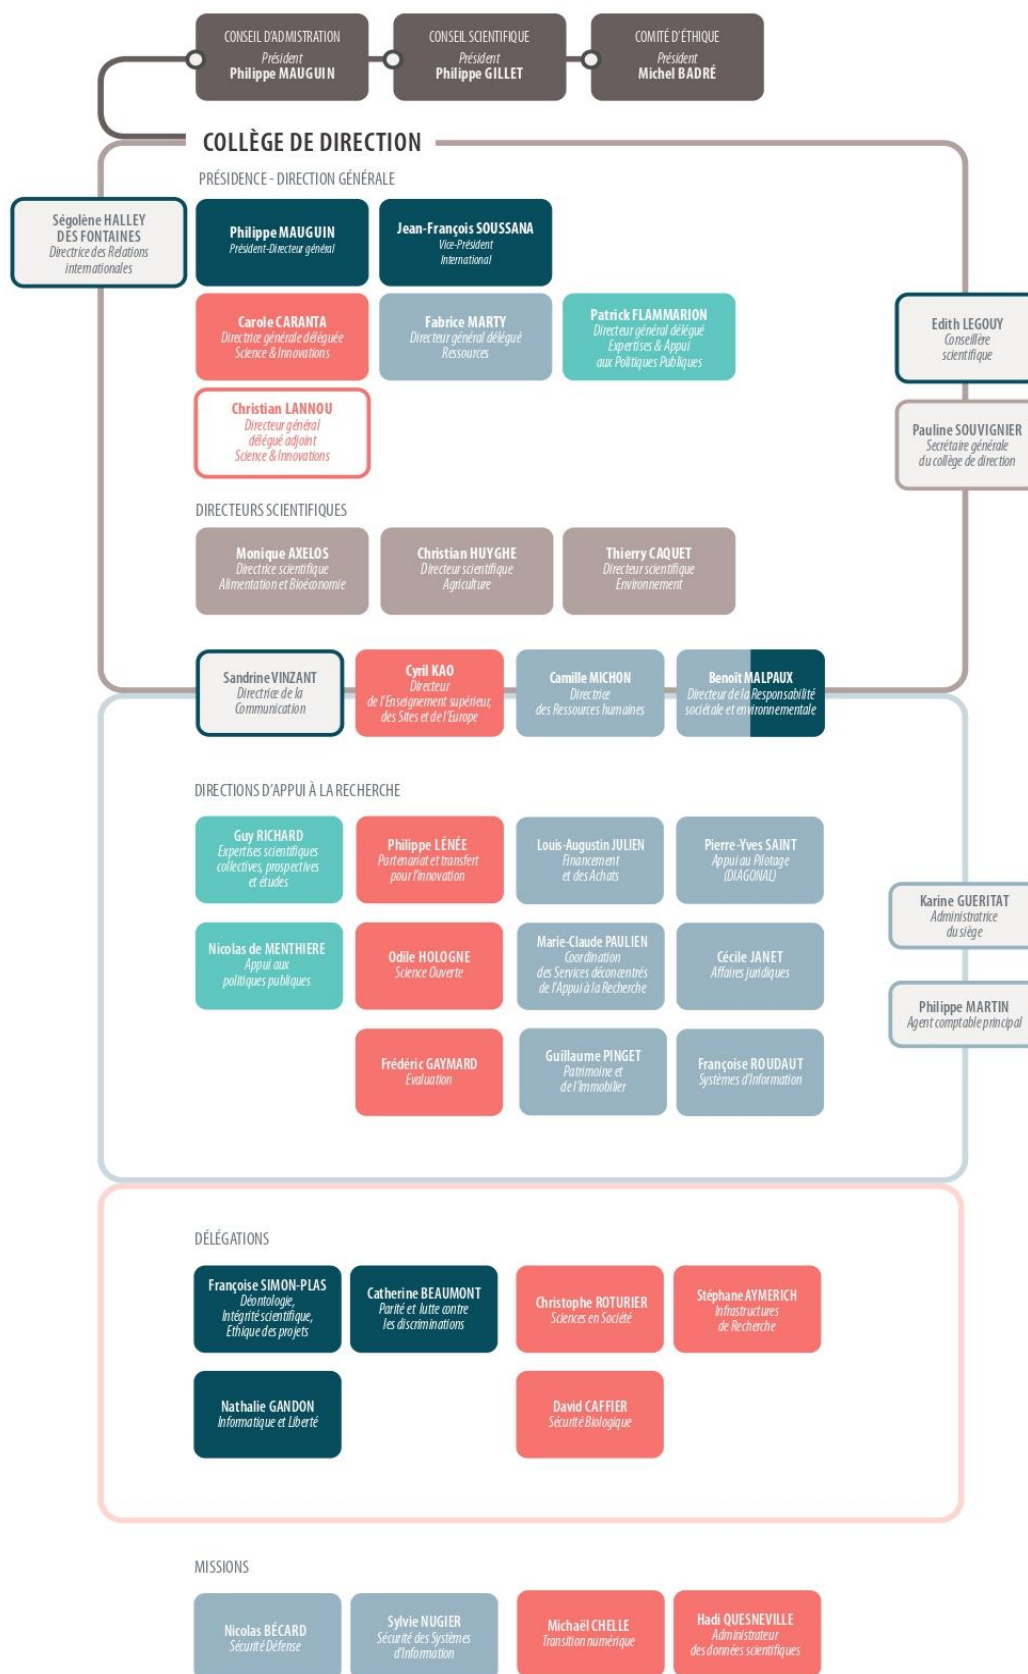 CONSEIL D'ADMISTRATION
Président
Philippe MAUGUIN
CONSEIL SCIENTIFIQUE
Président
Philippe GILLET
COMITÉ D'ÉTHIQUE
Président
Michel BADRÉ
COLLÈGE DE DIRECTION
PRÉSIDENCE - DIRECTION GÉNÉRALE
Ségolène HALLEY
DES FONTAINES
Directrice des Relations
internationales
Philippe MAUGUIN
Président-Directeur général
Jean-François SOUSSANA
Vice-Président
International
Carole CARANTA
Directrice générale déléguée
Science & Innovations
Fabrice MARTY
Directeur général délégué
Ressources
Patrick FLAMMARION
Directeur général délégué
Expertises & Appui
aux Politiques Publiques
Edith LEGOUY
Conseillère
scientifique
Christian LANNOU
Directeur général
délégué adjoint
Science & Innovations
Pauline SOUVIGNIER
Secrétaire générale
du collège de direction
DIRECTEURS SCIENTIFIQUES
Monique AXELOS
Directrice scientifique
Alimentation et Bioéconomie
Christian HUYGHE
Directeur scientifique
Agriculture
Thierry CAQUET
Directeur scientifique
Environnement
Sandrine VINZANT
Directrice de la
Communication
Cyril KAO
Directeur
de l'Enseignement supérieur,
des Sites et de l'Europe
Camille MICHON
Directrice
des Ressources humaines
Benoît MALPAUX
Directeur de la Responsabilité
sociétale et environnementale
DIRECTIONS D'APPUI À LA RECHERCHE
Guy RICHARD
Expertises scientifiques
collectives, prospectives
et études
Philippe LÉNÉE
Partenariat et transfert
pour l'innovation
Louis-Augustin JULIEN
Financement
et des Achats
Pierre-Yves SAINT
Appui au Pilotage
(DIAGONAL)
Karine GUERITAT
Administratrice
du siège
Nicolas de MENTHIERE
Appui aux
politiques publiques
Odile HOLOGNE
Science Ouverte
Marie-Claude PAULIEN
Coordination
des Services déconcentrés
de l'Appui à la Recherche
Cécile JANET
Affaires juridiques
Philippe MARTIN
Agent comptable principal
Frédéric GAYMARD
Evaluation
Guillaume PINGET
Patrimoine et
de l'Immobilier
Françoise ROUDAUT
Systèmes d'Information
DÉLÉGATIONS
Françoise SIMON-PLAS
Déontologie,
Intégrité scientifique,
Ethique des projets
Catherine BEAUMONT
Parité et lutte contre
les discriminations
Christophe ROTURIER
Sciences en Société
Stéphane AYMERICH
Infrastructures
de Recherche
Nathalie GANDON
Informatique et Liberté
David CAFFIER
Sécurité Biologique
MISSIONS
Nicolas BÉCARD
Sécurité Défense
Sylvie NUGIER
Sécurité des Systèmes
d'Information
Michaël CHELLE
Transition numérique
Hadi QUESNEVILLE
Administrateur
des données scientifiques